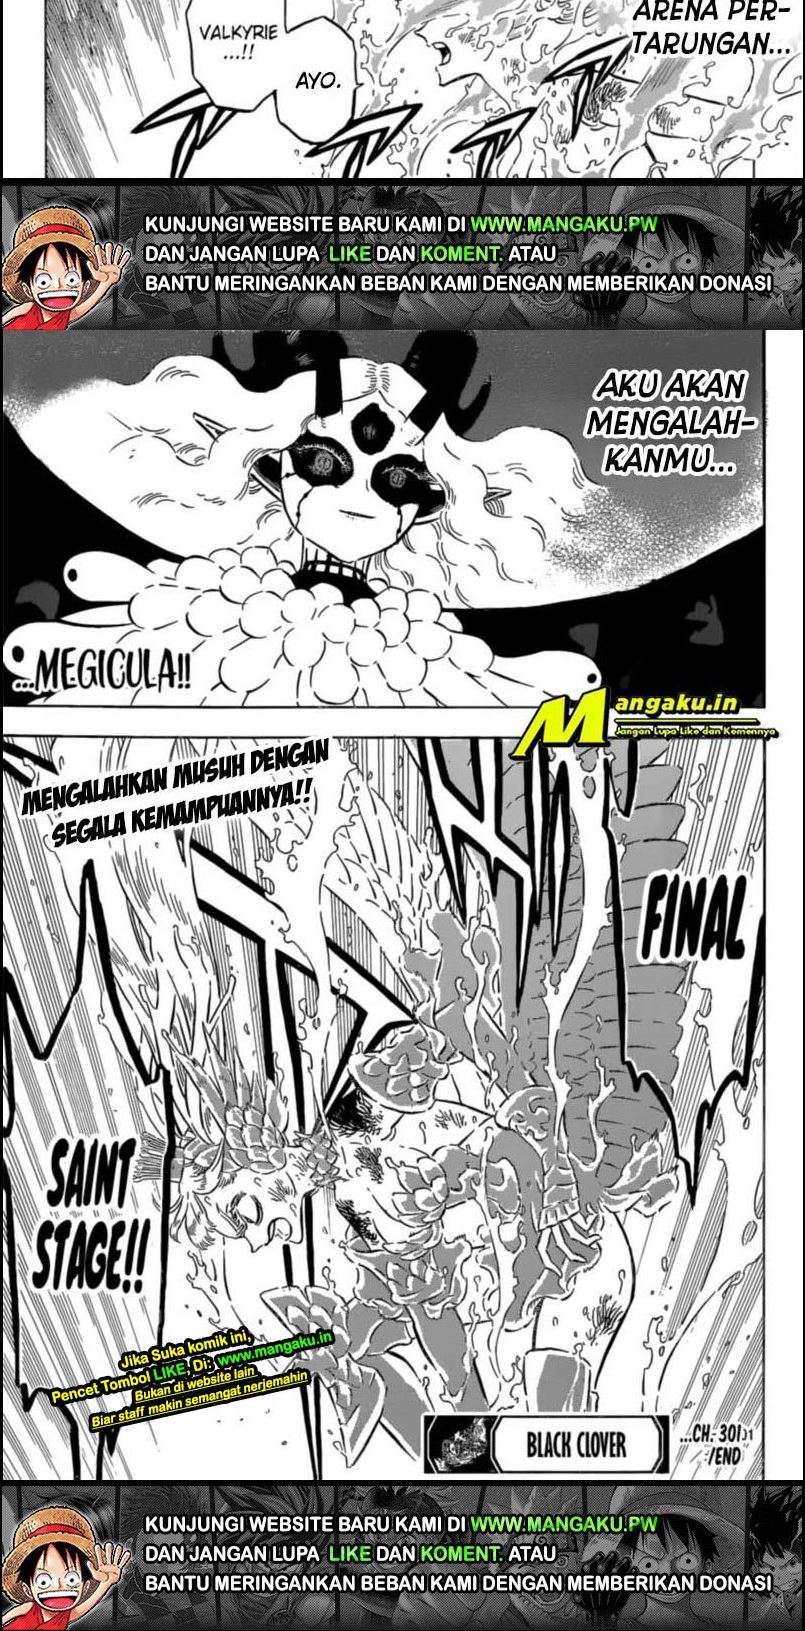 ARENA PER-
TARUNGAN...
VALKYRIE
....!!
AYO.
KUNJUNGI WEBSITE BARU KAMI DI WWW.MANGAKU.PW
DAN JANGAN LUPA LIKE DAN KOMENT. ATAU
BANTU MERINGANKAN BEBAN KAMI DENGAN MEMBERIKAN DONASI
AKU AKAN
MENGALAH-
KANMU...
...MEGICULA!!
Mangaku.in
Jangan Lupa Like dan Komennya
MENGALAHKAN MUSUH DENGAN
SEGALA KEMAMPUANNYA!!
FINAL
SAINT
STAGE!!
Jika Suka komik ini,
Pencet Tombol LIKE, Di: www.mangaku.in
Bukan di website lain
Biar staff makin semangat nerjemahin
BLACK CLOVER
...CH. 301
/END
KUNJUNGI WEBSITE BARU KAMI DI WWW.MANGAKU.PW
DAN JANGAN LUPA LIKE DAN KOMENT. ATAU
BANTU MERINGANKAN BEBAN KAMI DENGAN MEMBERIKAN DONASI